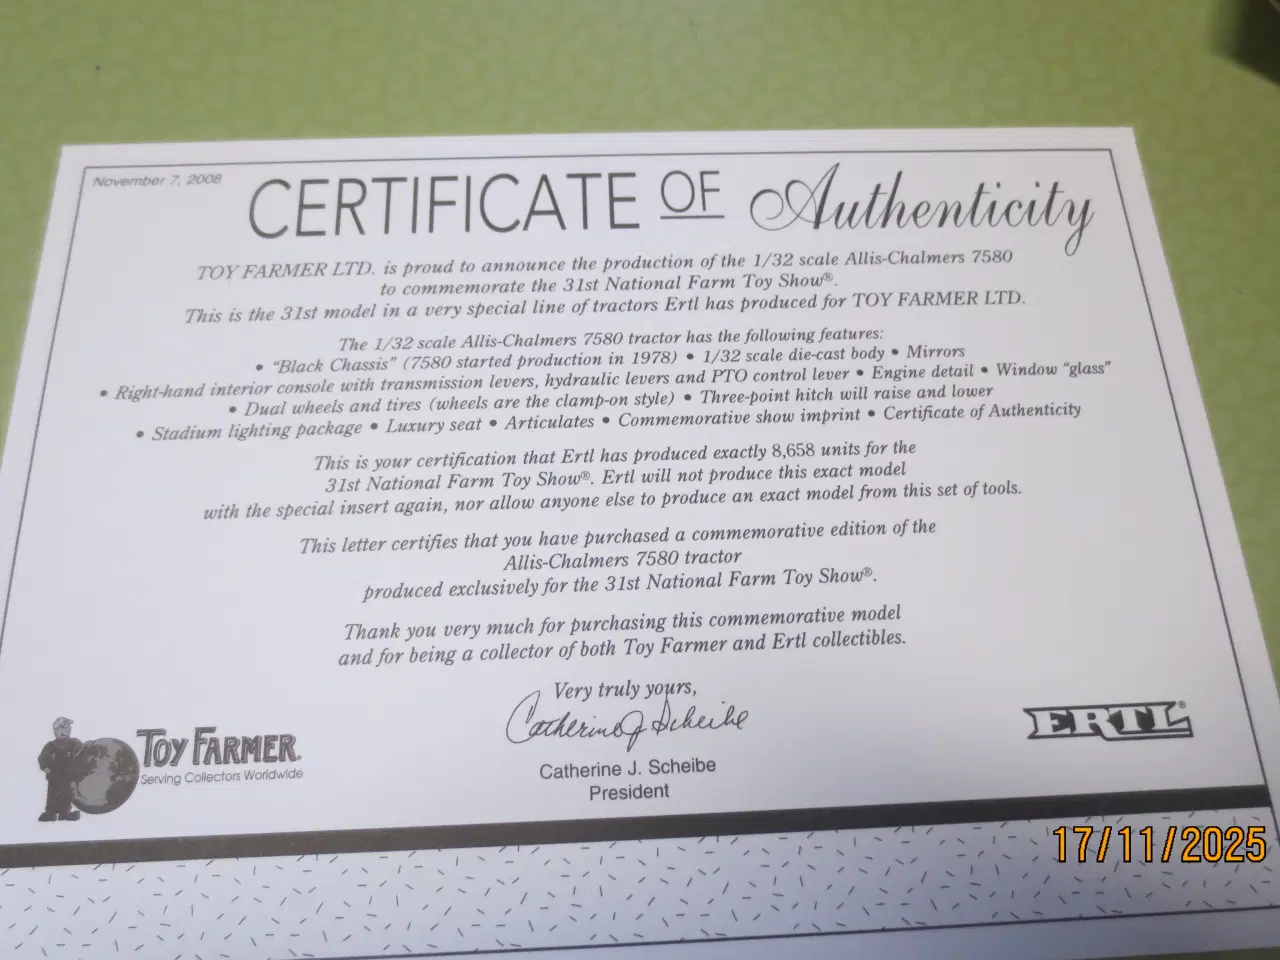 November 7, 2008
CERTIFICATE OF Authenticity
TOY FARMER LTD. is proud to announce the production of the 1/32 scale Allis-Chalmers 7580
to commemorate the 31st National Farm Toy Show®.
This is the 31st model in a very special line of tractors Ertl has produced for TOY FARMER LTD.
The 1/32 scale Allis-Chalmers 7580 tractor has the following features:
• "Black Chassis" (7580 started production in 1978) • 1/32 scale die-cast body • Mirrors
• Right-hand interior console with transmission levers, hydraulic levers and PTO control lever • Engine detail • Window "glass"
• Dual wheels and tires (wheels are the clamp-on style) • Three-point hitch will raise and lower
• Stadium lighting package • Luxury seat • Articulates • Commemorative show imprint • Certificate of Authenticity
This is your certification that Ertl has produced exactly 8,658 units for the
31st National Farm Toy Show®. Ertl will not produce this exact model
with the special insert again, nor allow anyone else to produce an exact model from this set of tools.
This letter certifies that you have purchased a commemorative edition of the
Allis-Chalmers 7580 tractor
produced exclusively for the 31st National Farm Toy Show®.
Thank you very much for purchasing this commemorative model
and for being a collector of both Toy Farmer and Ertl collectibles.
Very truly yours,
Catherine J Scheibe
Catherine J. Scheibe
President
TOY FARMER®
Serving Collectors Worldwide
ERTL®
17/11/2025